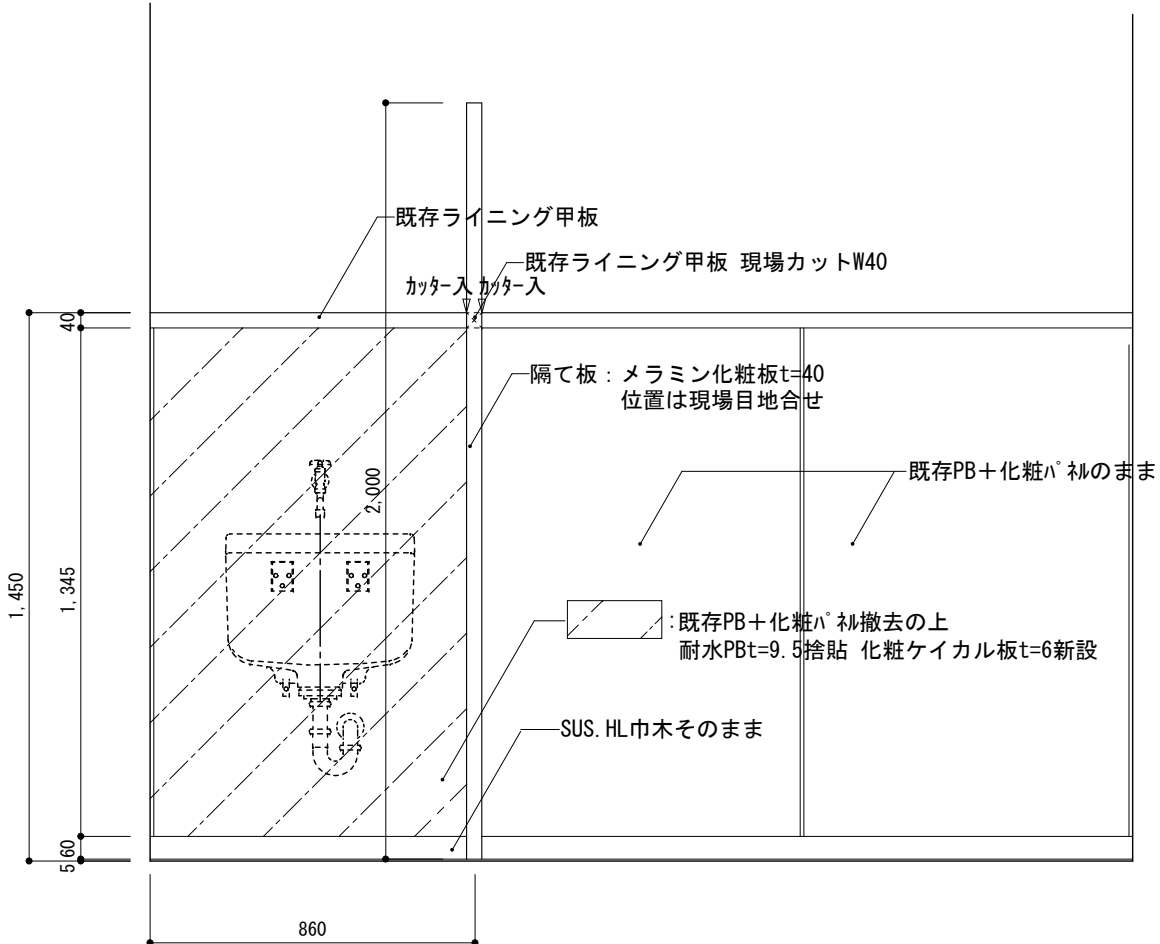 既存ライニング甲板
既存ライニング甲板 現場カットW40
ｶｯﾀｰ入 ｶｯﾀｰ入
40
隔て板：メラミン化粧板t=40
位置は現場目地合せ
既存PB＋化粧ﾊﾟﾈﾙのまま
2,000
1,450
1,345
:既存PB＋化粧ﾊﾟﾈﾙ撤去の上
耐水PBt=9.5捨貼 化粧ケイカル板t=6新設
SUS.HL巾木そのまま
60
5
860